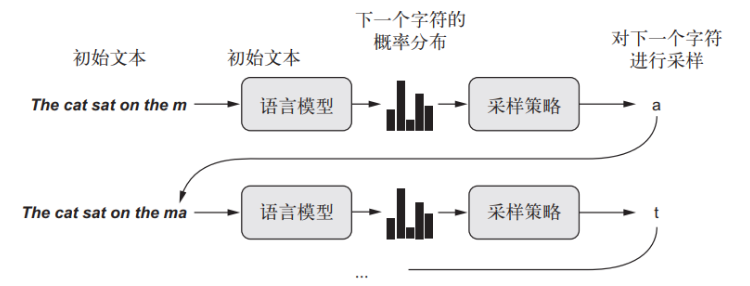 下一个字符的
概率分布
对下一个字符
进行采样
初始文本
初始文本
The cat sat on the m
语言模型
采样策略
a
The cat sat on the ma
语言模型
采样策略
t
...